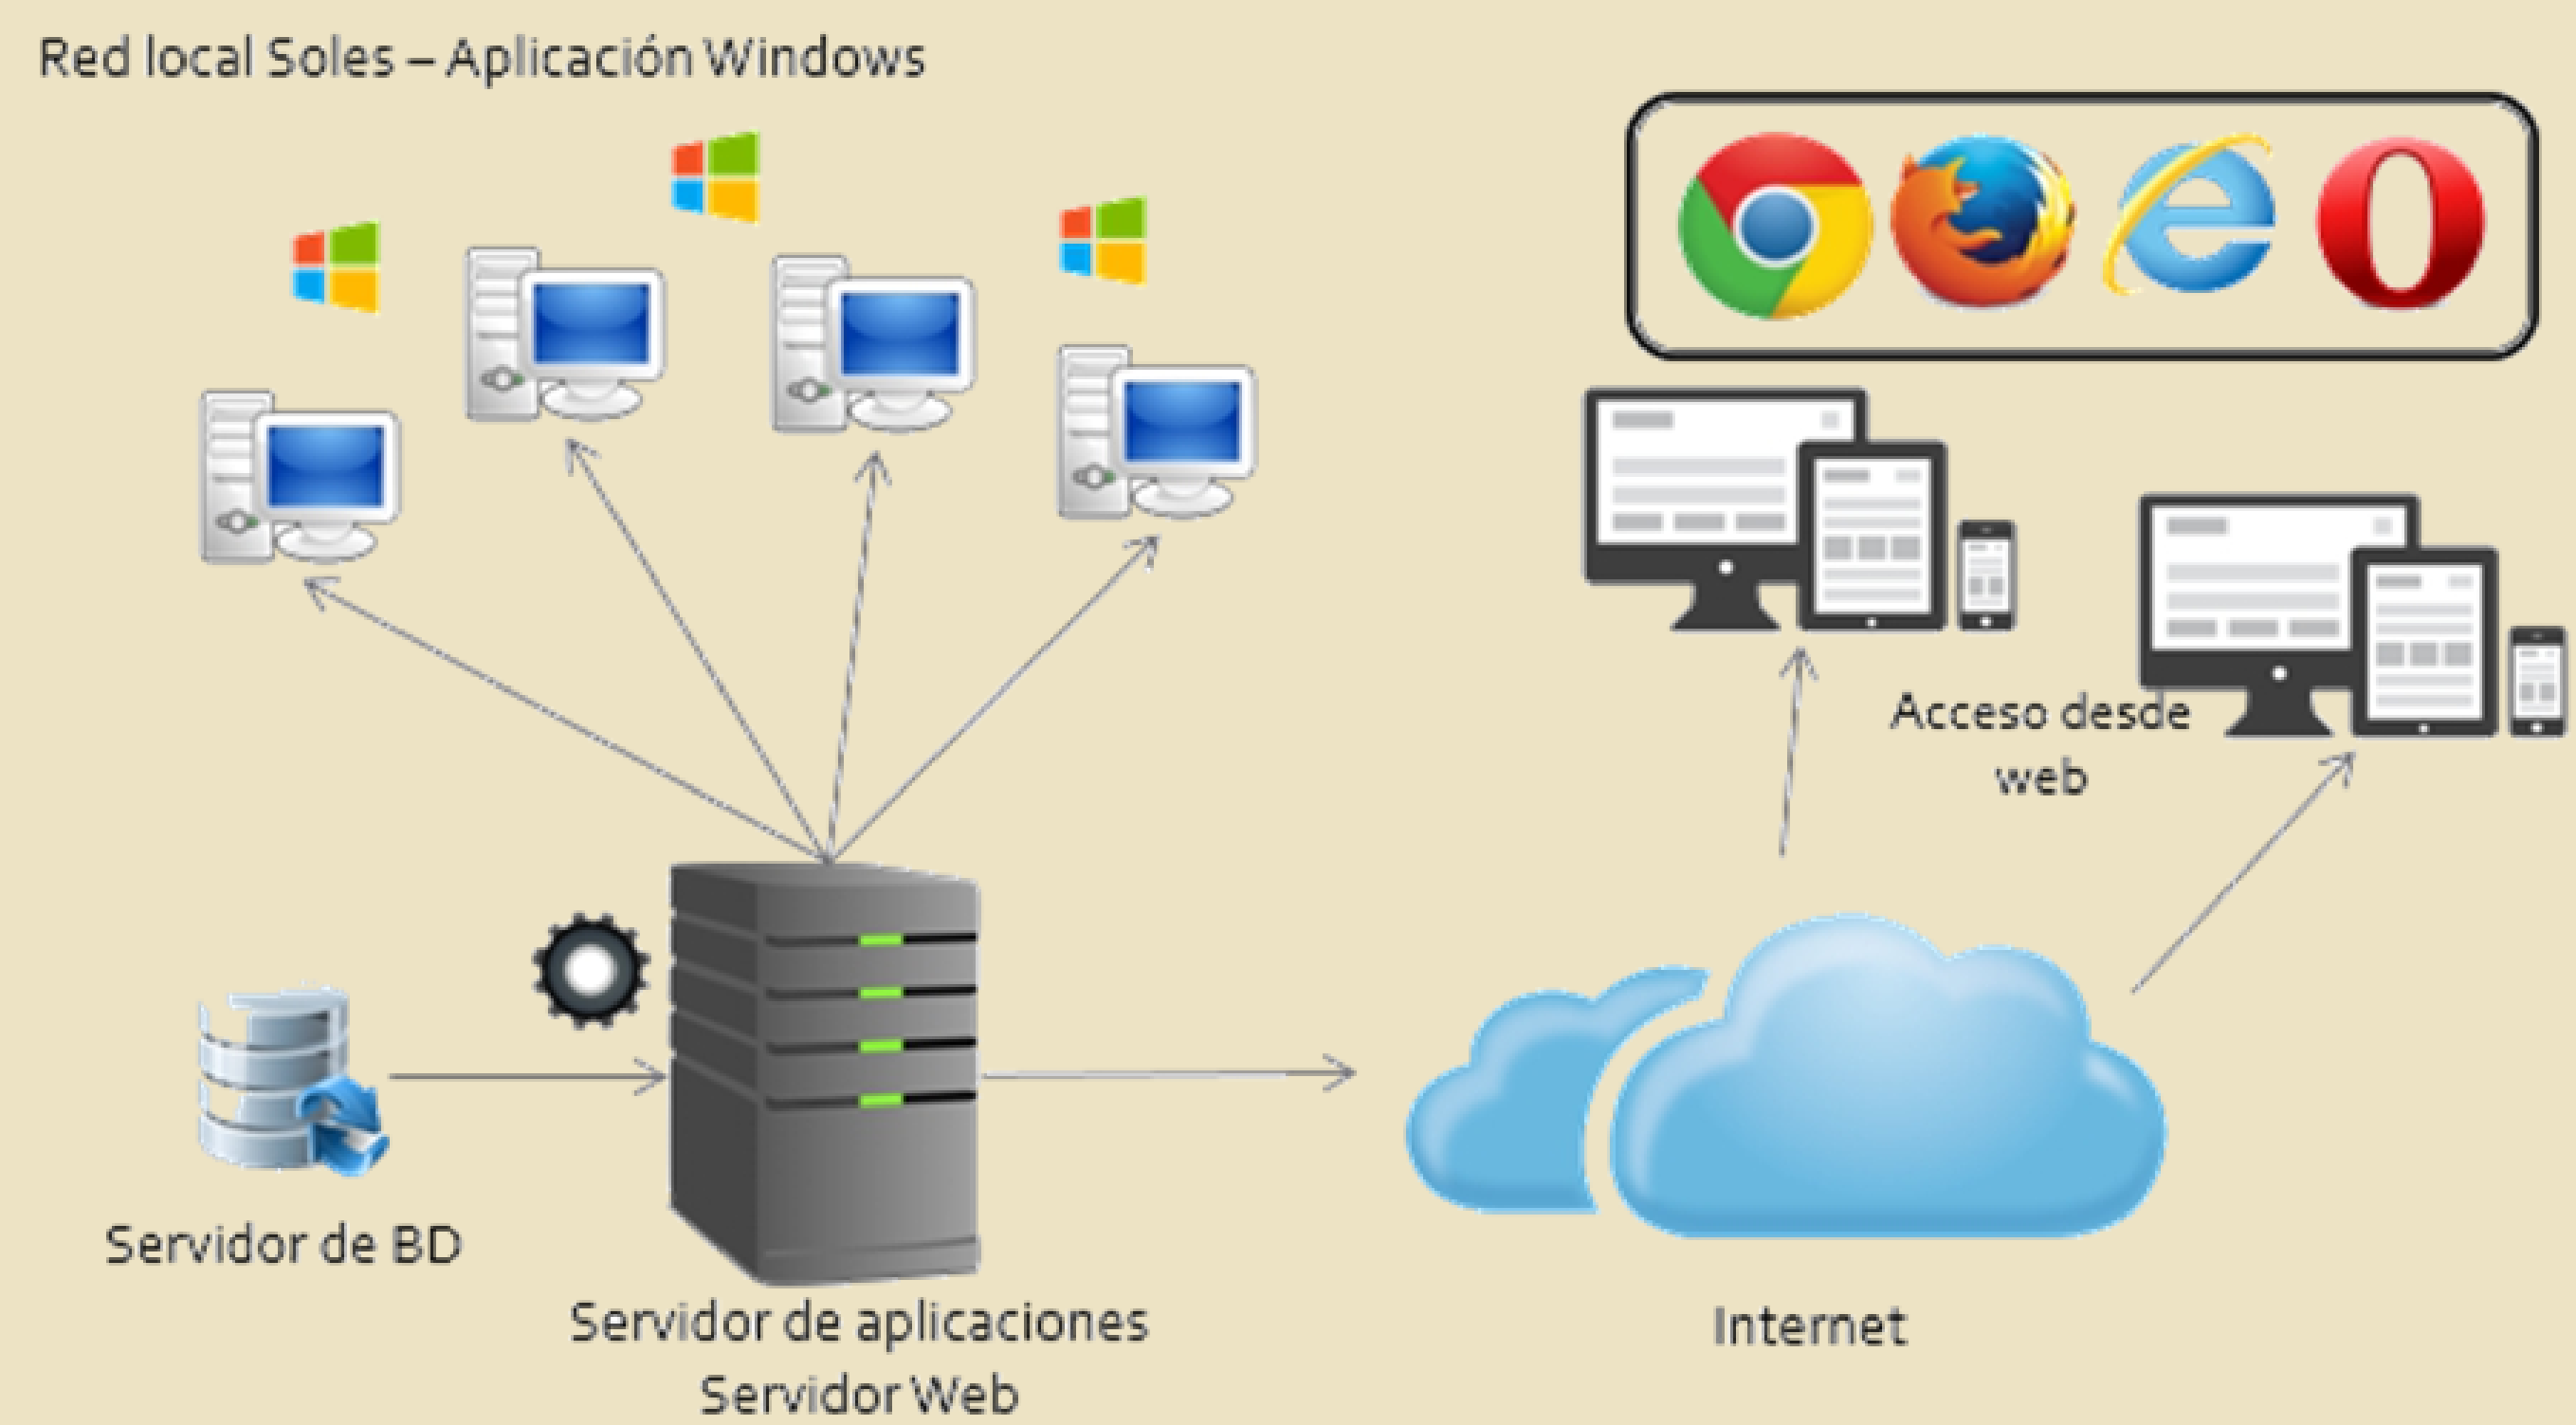 Red local Soles – Aplicación Windows
Acceso desde
web
Servidor de BD
Servidor de aplicaciones
Servidor Web
Internet